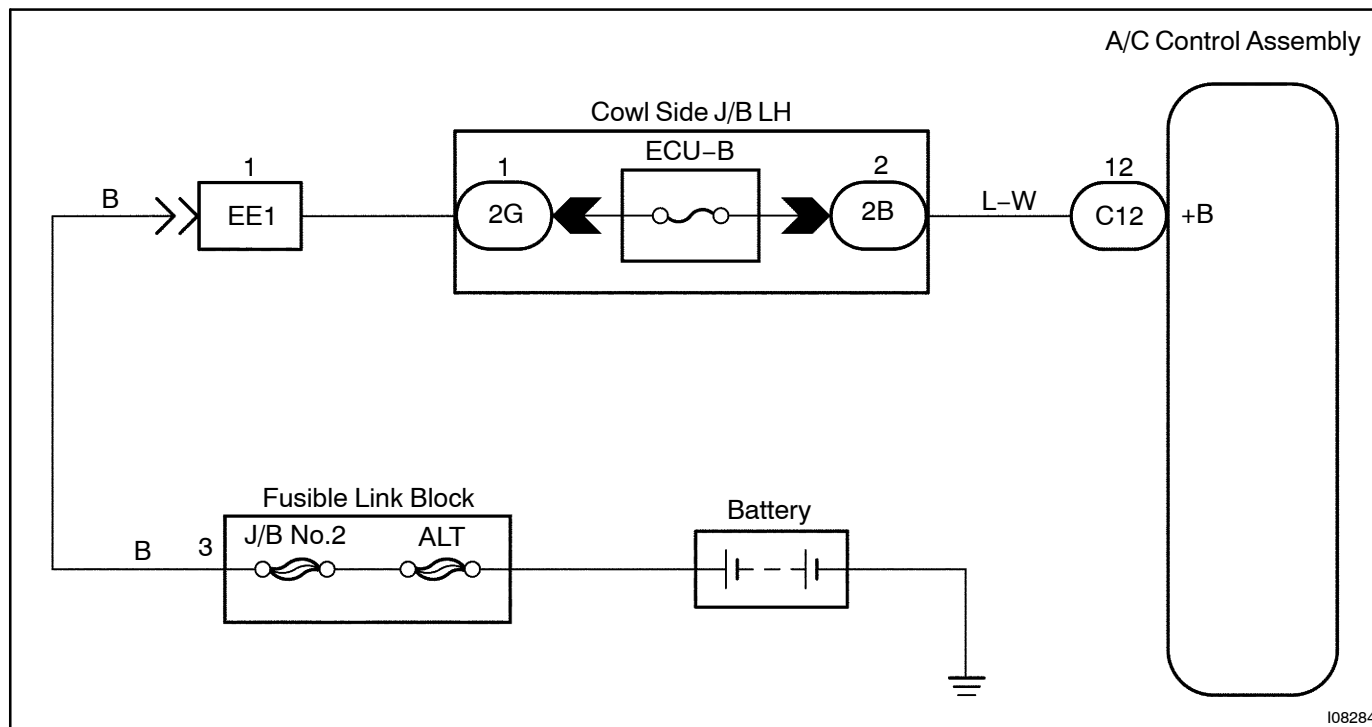 A/C Control Assembly
Cowl Side J/B LH
1
ECU–B
2
12
1
B
EE1
2G
2B
L–W
C12
+B
Fusible Link Block
Battery
J/B No.2
ALT
B
3
I08284